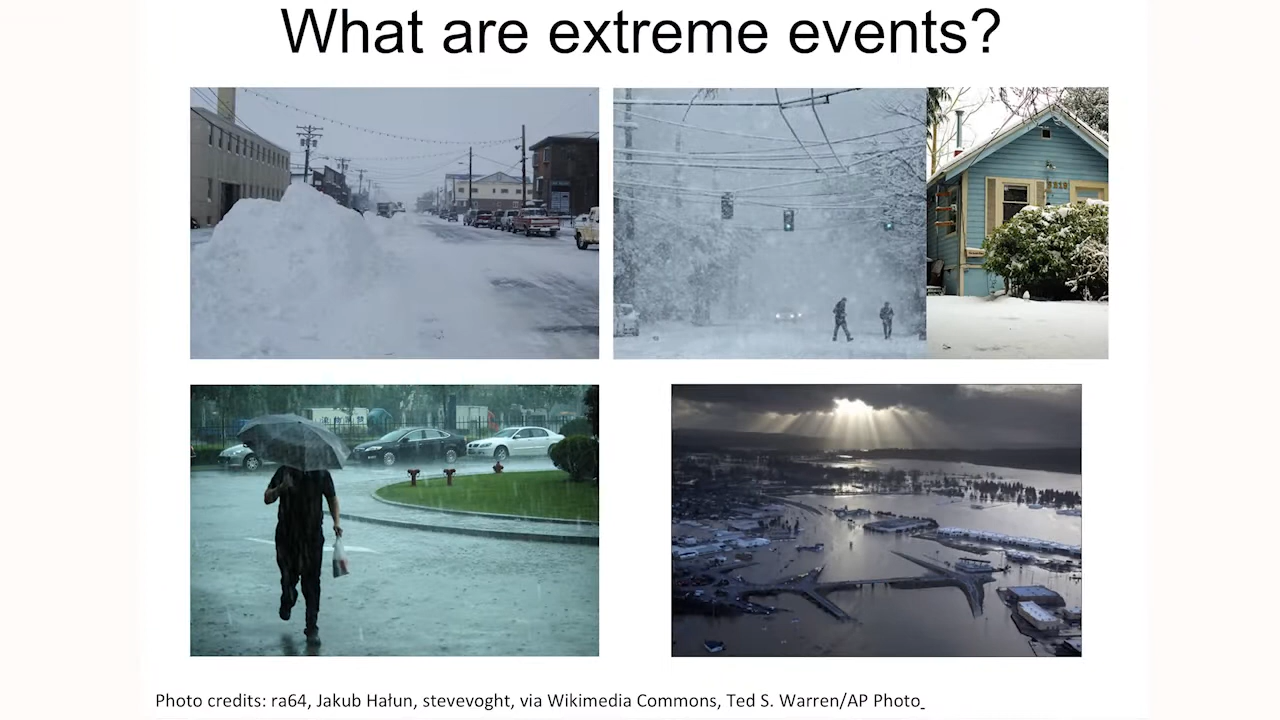 What are extreme events?
Photo credits: ra64, Jakub Hałun, stevevoght, via Wikimedia Commons, Ted S. Warren/AP Photo